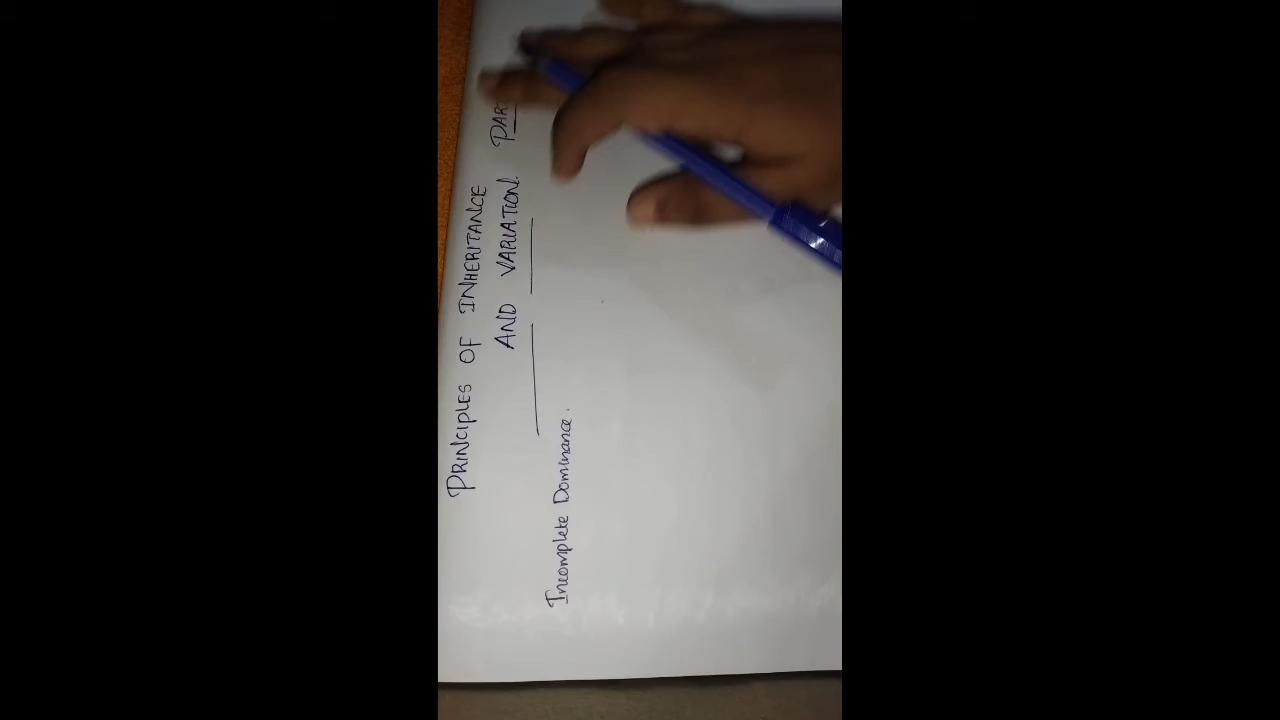 PRINCIPLES OF INHERITANCE
AND VARIATION.
Incomplete Dominance.